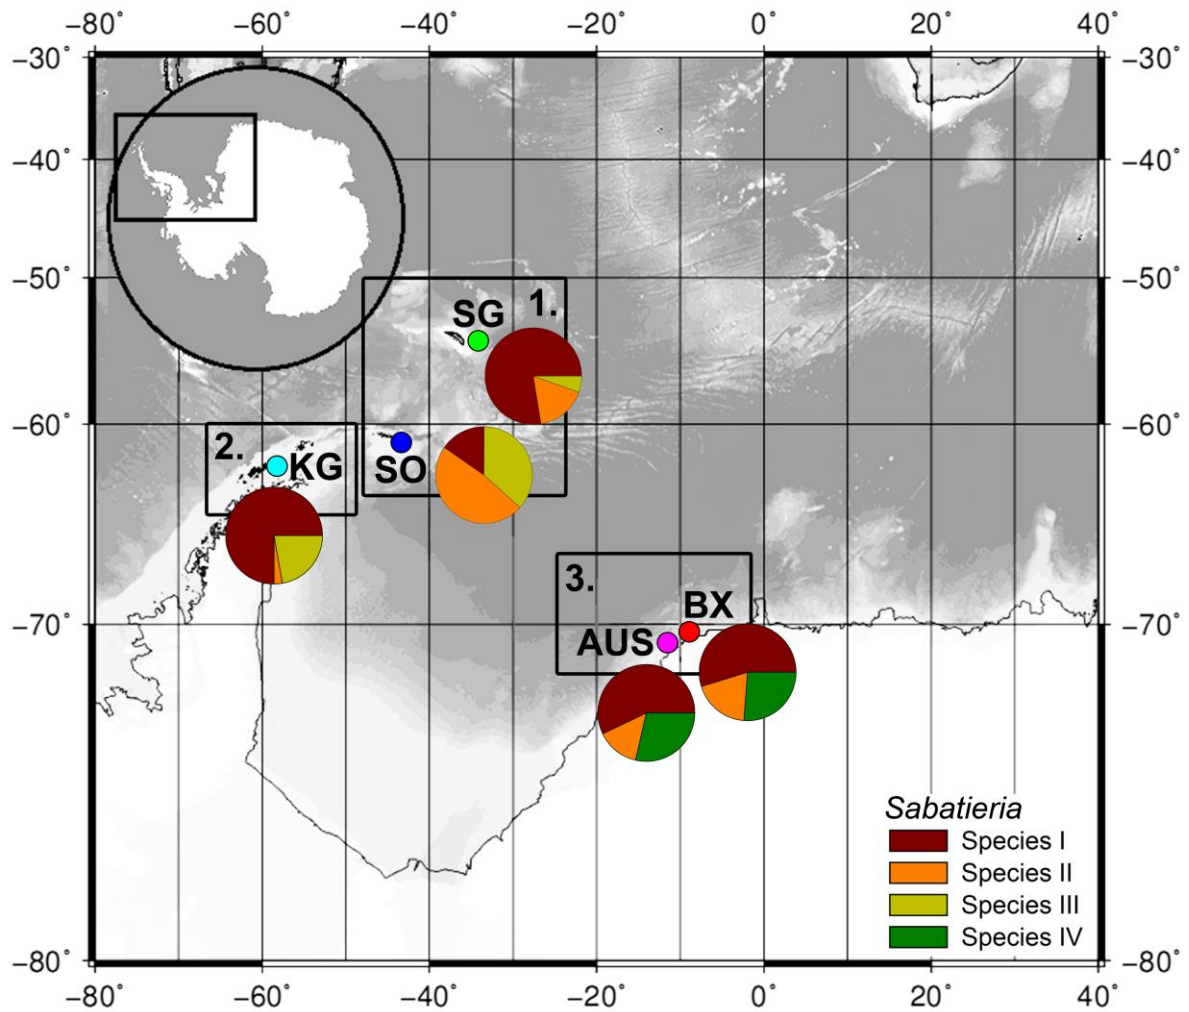 −80° −60° −40° −20° 0° 20° 40°
−30° −30°
−40° −40°
−50° −50°
SG 1.
−60° −60°
2. KG SO
3.
BX
−70° −70°
AUS
Sabatieria
Species I
Species II
Species III
Species IV
−80° −80°
−80° −60° −40° −20° 0° 20° 40°